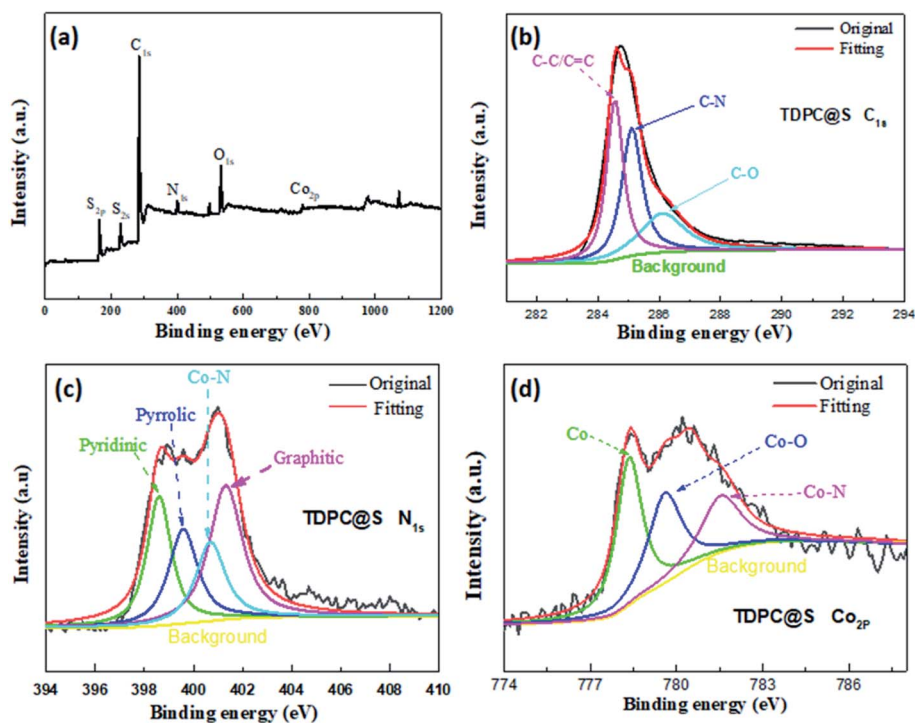 (a)
C1s
O1s
S2p
S2s
N1s
Co2p
Intensity (a.u.)
0 200 400 600 800 1000 1200
Binding energy (eV)
(b)
Original
Fitting
C-C/C=C
C-N
TDPC@S C1s
C-O
Background
Intensity (a.u.)
282 284 286 288 290 292 294
Binding energy (eV)
(c)
Co-N
Original
Fitting
Pyrrolic
Pyridinic
Graphitic
TDPC@S N1s
Background
Intensity (a.u)
394 396 398 400 402 404 406 408 410
Binding energy (eV)
(d)
Original
Fitting
Co
Co-O
Co-N
Background
TDPC@S Co2P
Intensity (a.u.)
774 777 780 783 786
Binding energy (eV)